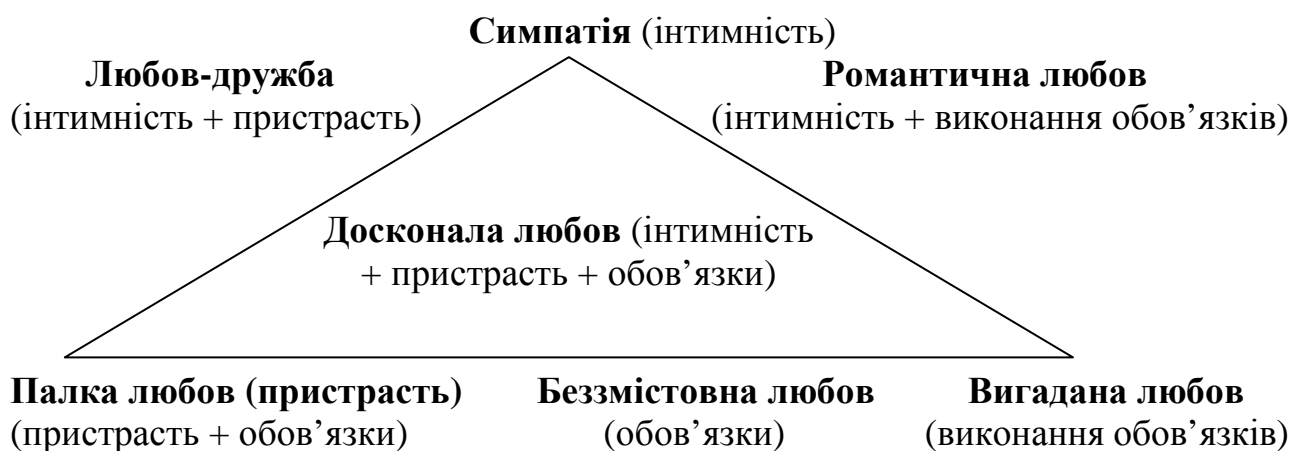 Симпатія (інтимність)
Любов-дружба
(інтимність + пристрасть)
Романтична любов
(інтимність + виконання обов’язків)
Досконала любов (інтимність
+ пристрасть + обов’язки)
Палка любов (пристрасть)
(пристрасть + обов’язки)
Беззмістовна любов
(обов’язки)
Вигадана любов
(виконання обов’язків)